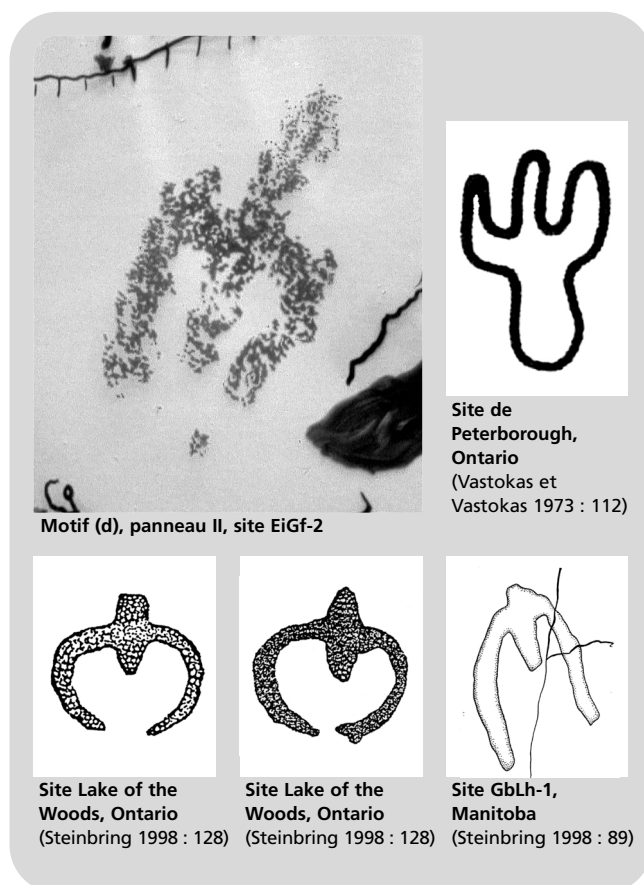 Motif (d), panneau II, site EiGf-2
Site de
Peterborough,
Ontario
(Vastokas et
Vastokas 1973 : 112)
Site Lake of the
Woods, Ontario
(Steinbring 1998 : 128)
Site Lake of the
Woods, Ontario
(Steinbring 1998 : 128)
Site GbLh-1,
Manitoba
(Steinbring 1998 : 89)